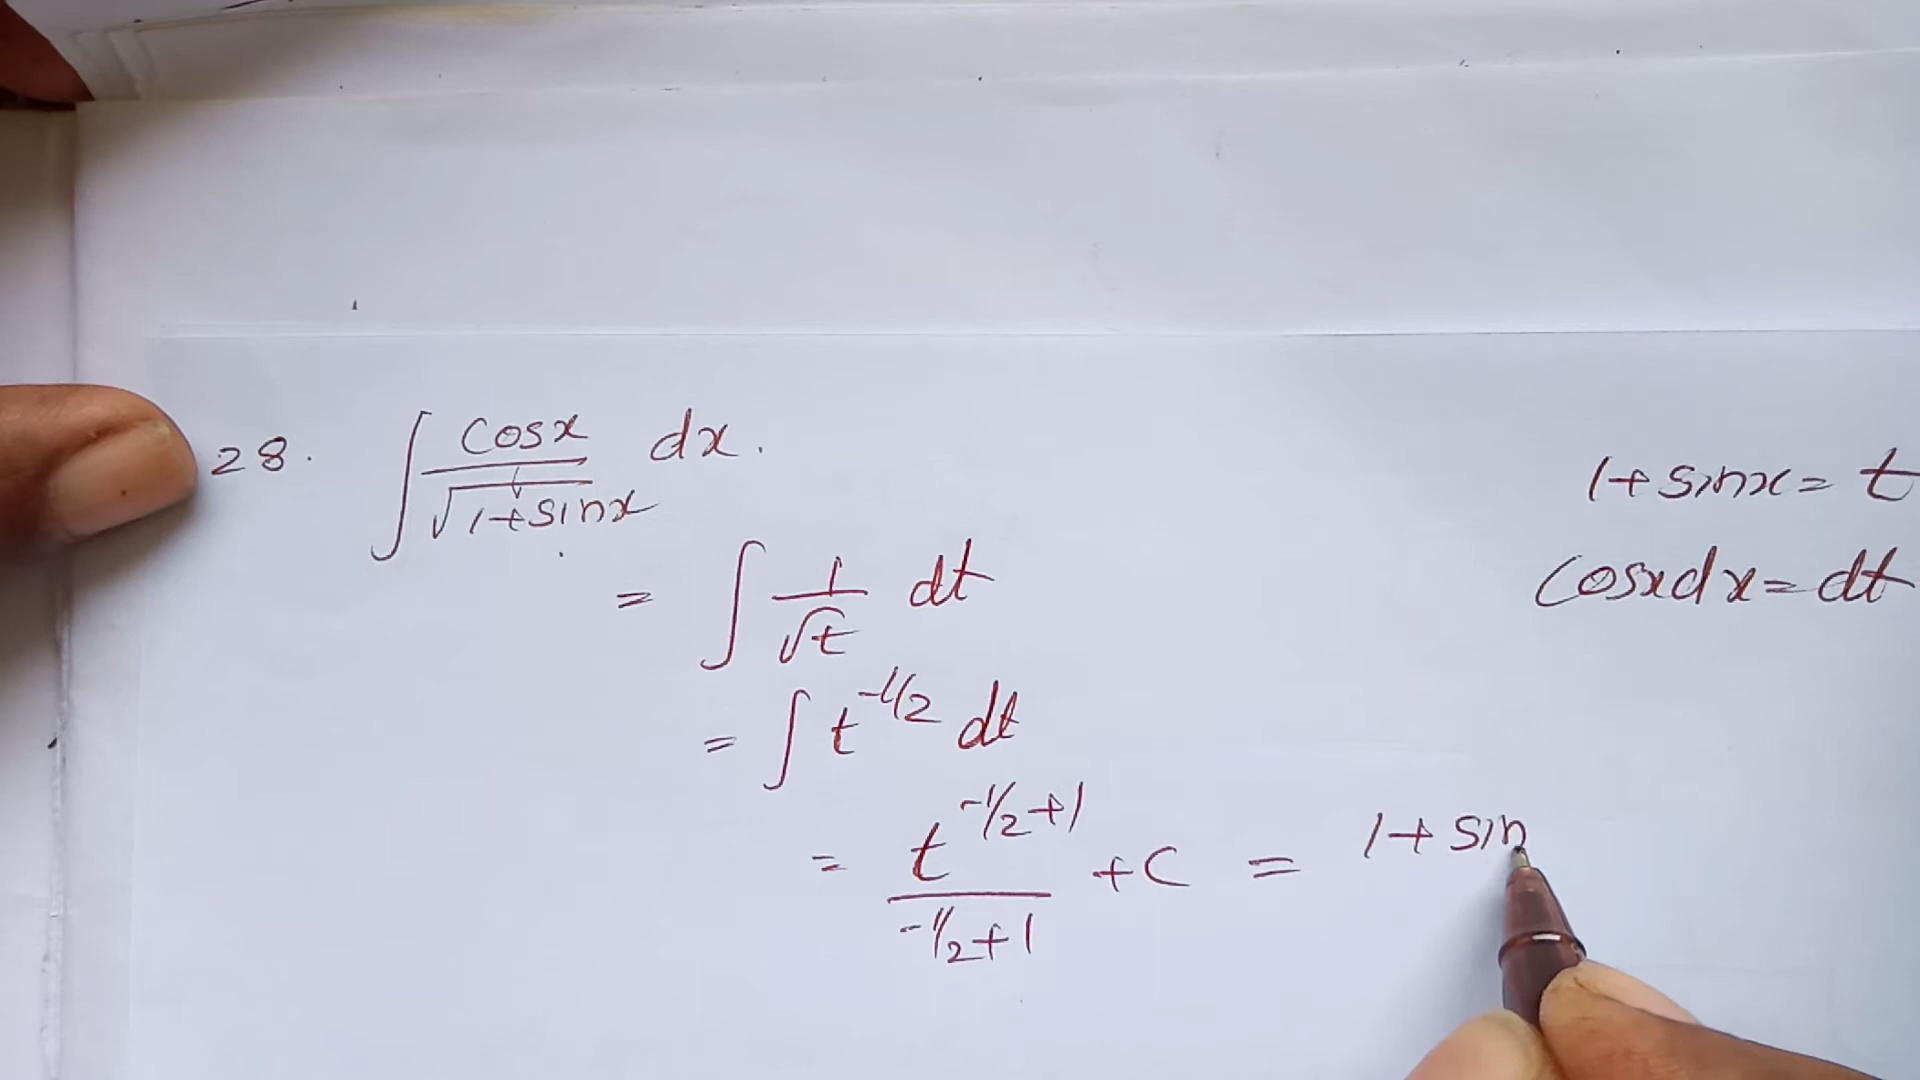 28. ∫ cosx/√1+sinx dx.
1+sinx = t
cosxdx = dt
= ∫ 1/√t dt
= ∫ t^-1/2 dt
= t^-1/2+1 / -1/2+1 + C = 1+ sin